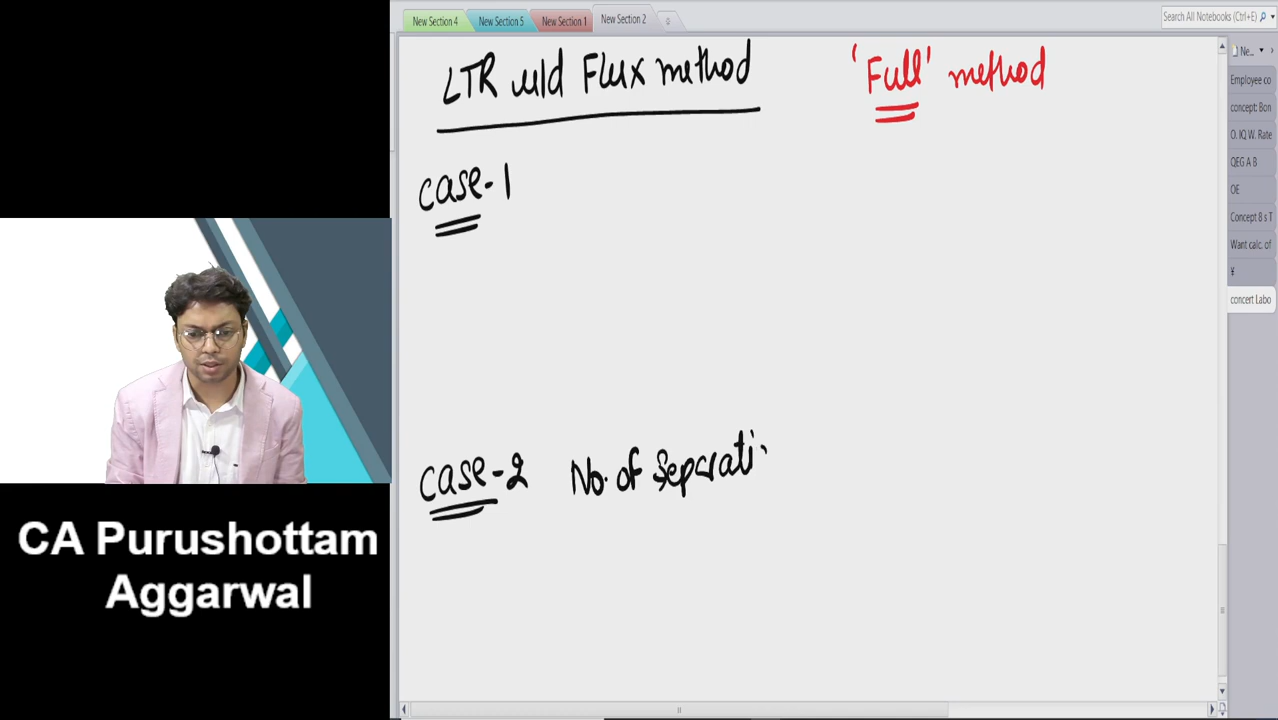 New Section 4
New Section 5
New Section 1
New Section 2
Search All Notebooks (Ctrl+E)
LTR u/d Flux method
'Full' method
case-1
case-2 No. of Separati
CA Purushottam
Aggarwal
Ne...
Employee co
concept: Bon
O. IQ W. Rate
QEG A B
OE
Concept 8 s T
Want calc. of
¥
concert Labo